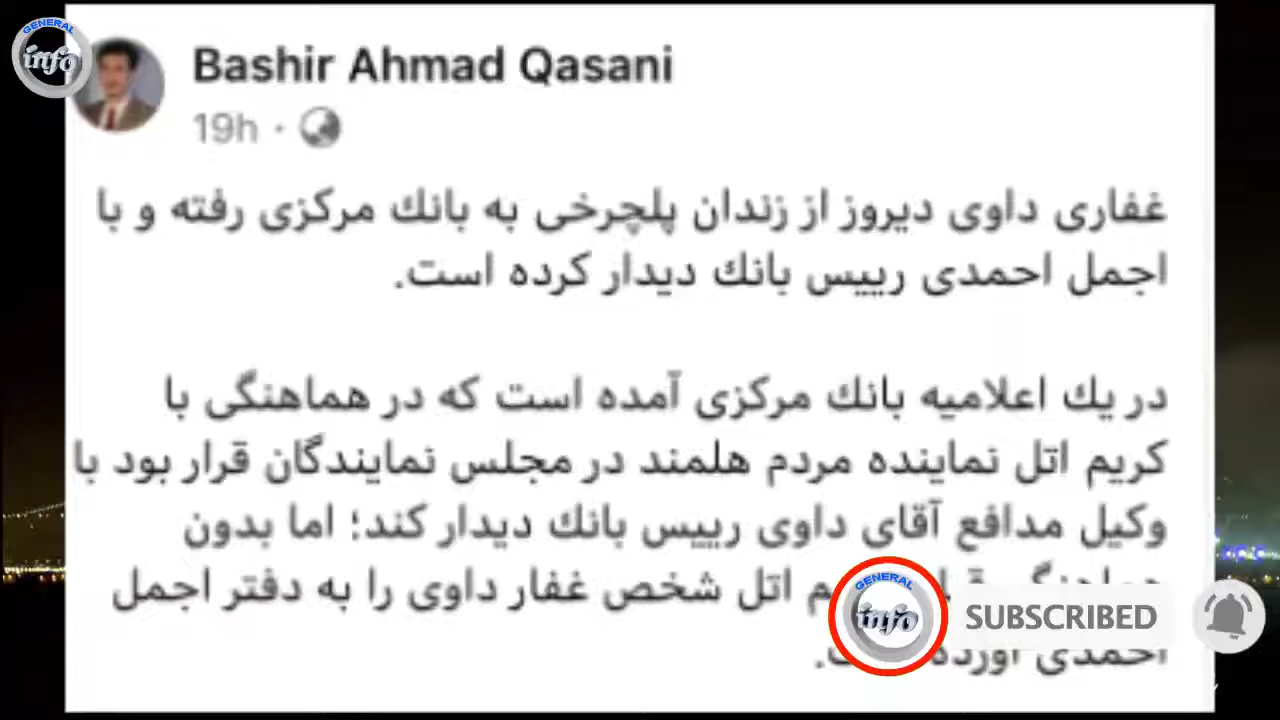 GENERAL
info
Bashir Ahmad Qasani
19h ·
غفاری داوی دیروز از زندان پلچرخی به بانك مرکزی رفته و با
اجمل احمدی رییس بانك دیدار کرده است.
در یك اعلامیه بانك مرکزی آمده است که در هماهنگی با
کریم اتل نماینده مردم هلمند در مجلس نمایندگان قرار بود با
وکیل مدافع آقای داوی رییس بانك دیدار کند؛ اما بدون
اتل شخص غفار داوی را به دفتر اجمل
احمدی آورده
GENERAL
info
SUBSCRIBED